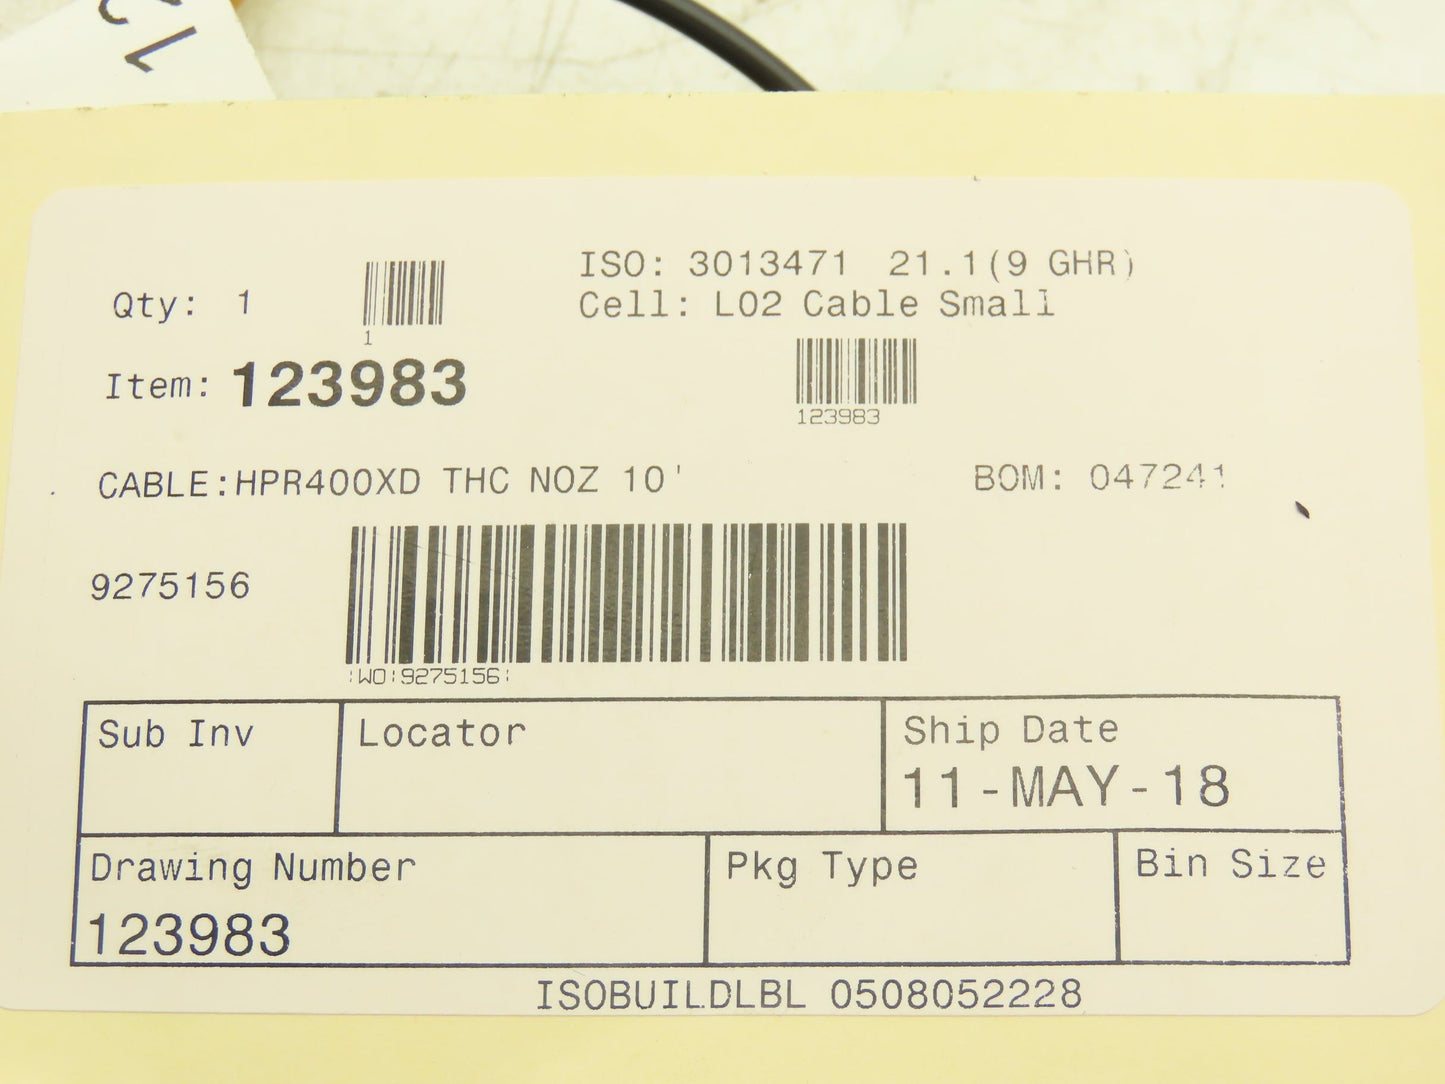 12
ISO: 3013471 21.1(9 GHR)
Qty: 1
1
Cell: L02 Cable Small
Item: 123983
123983
CABLE:HPR400XD THC NOZ 10'
BOM: 047241
9275156
¦WO¦9275156¦
Sub Inv
Locator
Ship Date
11-MAY-18
Drawing Number
123983
Pkg Type
Bin Size
ISOBUILDLBL 0508052228